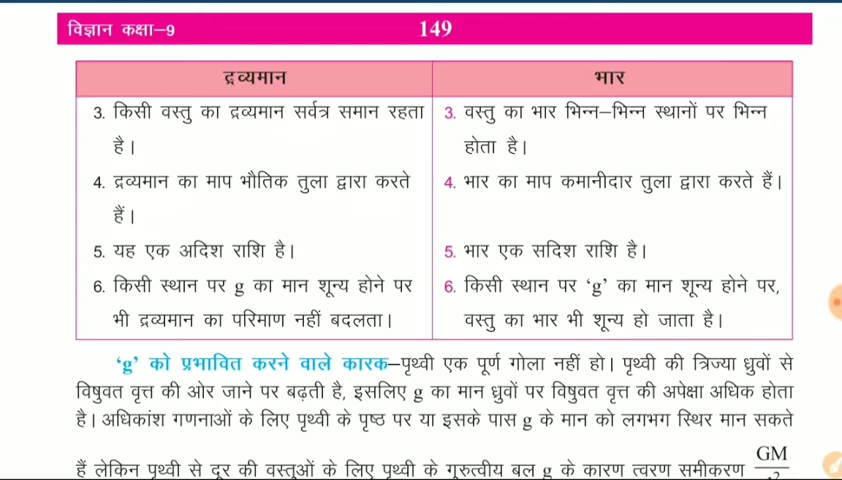 विज्ञान कक्षा–9
149
द्रव्यमान
भार
3. किसी वस्तु का द्रव्यमान सर्वत्र समान रहता
है।
3. वस्तु का भार भिन्न–भिन्न स्थानों पर भिन्न
होता है।
4. द्रव्यमान का माप भौतिक तुला द्वारा करते
हैं।
4. भार का माप कमानीदार तुला द्वारा करते हैं।
5. यह एक अदिश राशि है।
5. भार एक सदिश राशि है।
6. किसी स्थान पर g का मान शून्य होने पर
भी द्रव्यमान का परिमाण नहीं बदलता।
6. किसी स्थान पर ‘g’ का मान शून्य होने पर,
वस्तु का भार भी शून्य हो जाता है।
‘g’ को प्रभावित करने वाले कारक–पृथ्वी एक पूर्ण गोला नहीं हो। पृथ्वी की त्रिज्या ध्रुवों से
विषुवत वृत्त की ओर जाने पर बढ़ती है, इसलिए g का मान ध्रुवों पर विषुवत वृत्त की अपेक्षा अधिक होता
है। अधिकांश गणनाओं के लिए पृथ्वी के पृष्ठ पर या इसके पास g के मान को लगभग स्थिर मान सकते
हैं लेकिन पृथ्वी से दूर की वस्तुओं के लिए पृथ्वी के गुरुत्वीय बल g के कारण त्वरण समीकरण GM